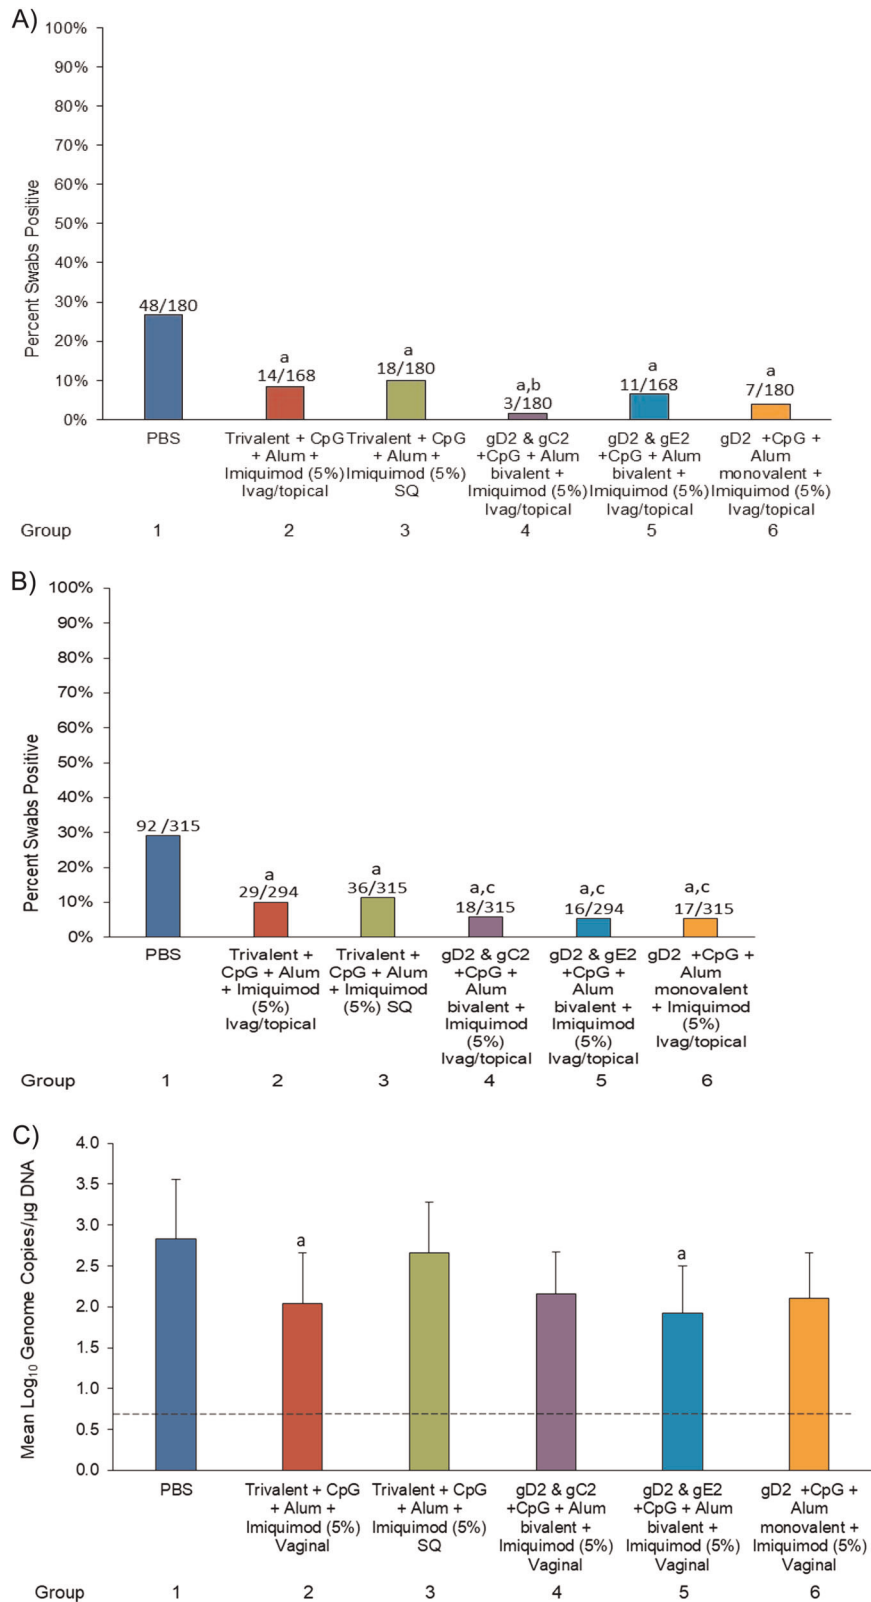 A)
100%
90%
80%
70%
60%
50%
40%
30%
20%
10%
0%
Percent Swabs Positive
48/180
a
14/168
a
18/180
a,b
3/180
a
11/168
a
7/180
PBS
Trivalent + CpG
+ Alum +
Imiquimod (5%)
Ivag/topical
Trivalent + CpG
+ Alum +
Imiquimod (5%)
SQ
gD2 & gC2
+CpG + Alum
bivalent +
Imiquimod (5%)
Ivag/topical
gD2 & gE2
+CpG + Alum
bivalent +
Imiquimod (5%)
Ivag/topical
gD2 +CpG +
Alum
monovalent +
Imiquimod (5%)
Ivag/topical
Group 1 2 3 4 5 6
B)
100%
90%
80%
70%
60%
50%
40%
30%
20%
10%
0%
Percent Swabs Positive
92 /315
a
29/294
a
36/315
a,c
18/315
a,c
16/294
a,c
17/315
PBS
Trivalent +
CpG + Alum
+ Imiquimod
(5%)
Ivag/topical
Trivalent +
CpG + Alum
+ Imiquimod
(5%) SQ
gD2 & gC2
+CpG +
Alum
bivalent +
Imiquimod
(5%)
Ivag/topical
gD2 & gE2
+CpG +
Alum
bivalent +
Imiquimod
(5%)
Ivag/topical
gD2 +CpG +
Alum
monovalent
+ Imiquimod
(5%)
Ivag/topical
Group 1 2 3 4 5 6
C)
4.0
3.5
3.0
2.5
2.0
1.5
1.0
0.5
0.0
Mean Log₁₀ Genome Copies/µg DNA
a
a
PBS
Trivalent + CpG
+ Alum +
Imiquimod (5%)
Vaginal
Trivalent + CpG
+ Alum +
Imiquimod (5%)
SQ
gD2 & gC2
+CpG + Alum
bivalent +
Imiquimod (5%)
Vaginal
gD2 & gE2
+CpG + Alum
bivalent +
Imiquimod (5%)
Vaginal
gD2 +CpG +
Alum
monovalent +
Imiquimod (5%)
Vaginal
Group 1 2 3 4 5 6